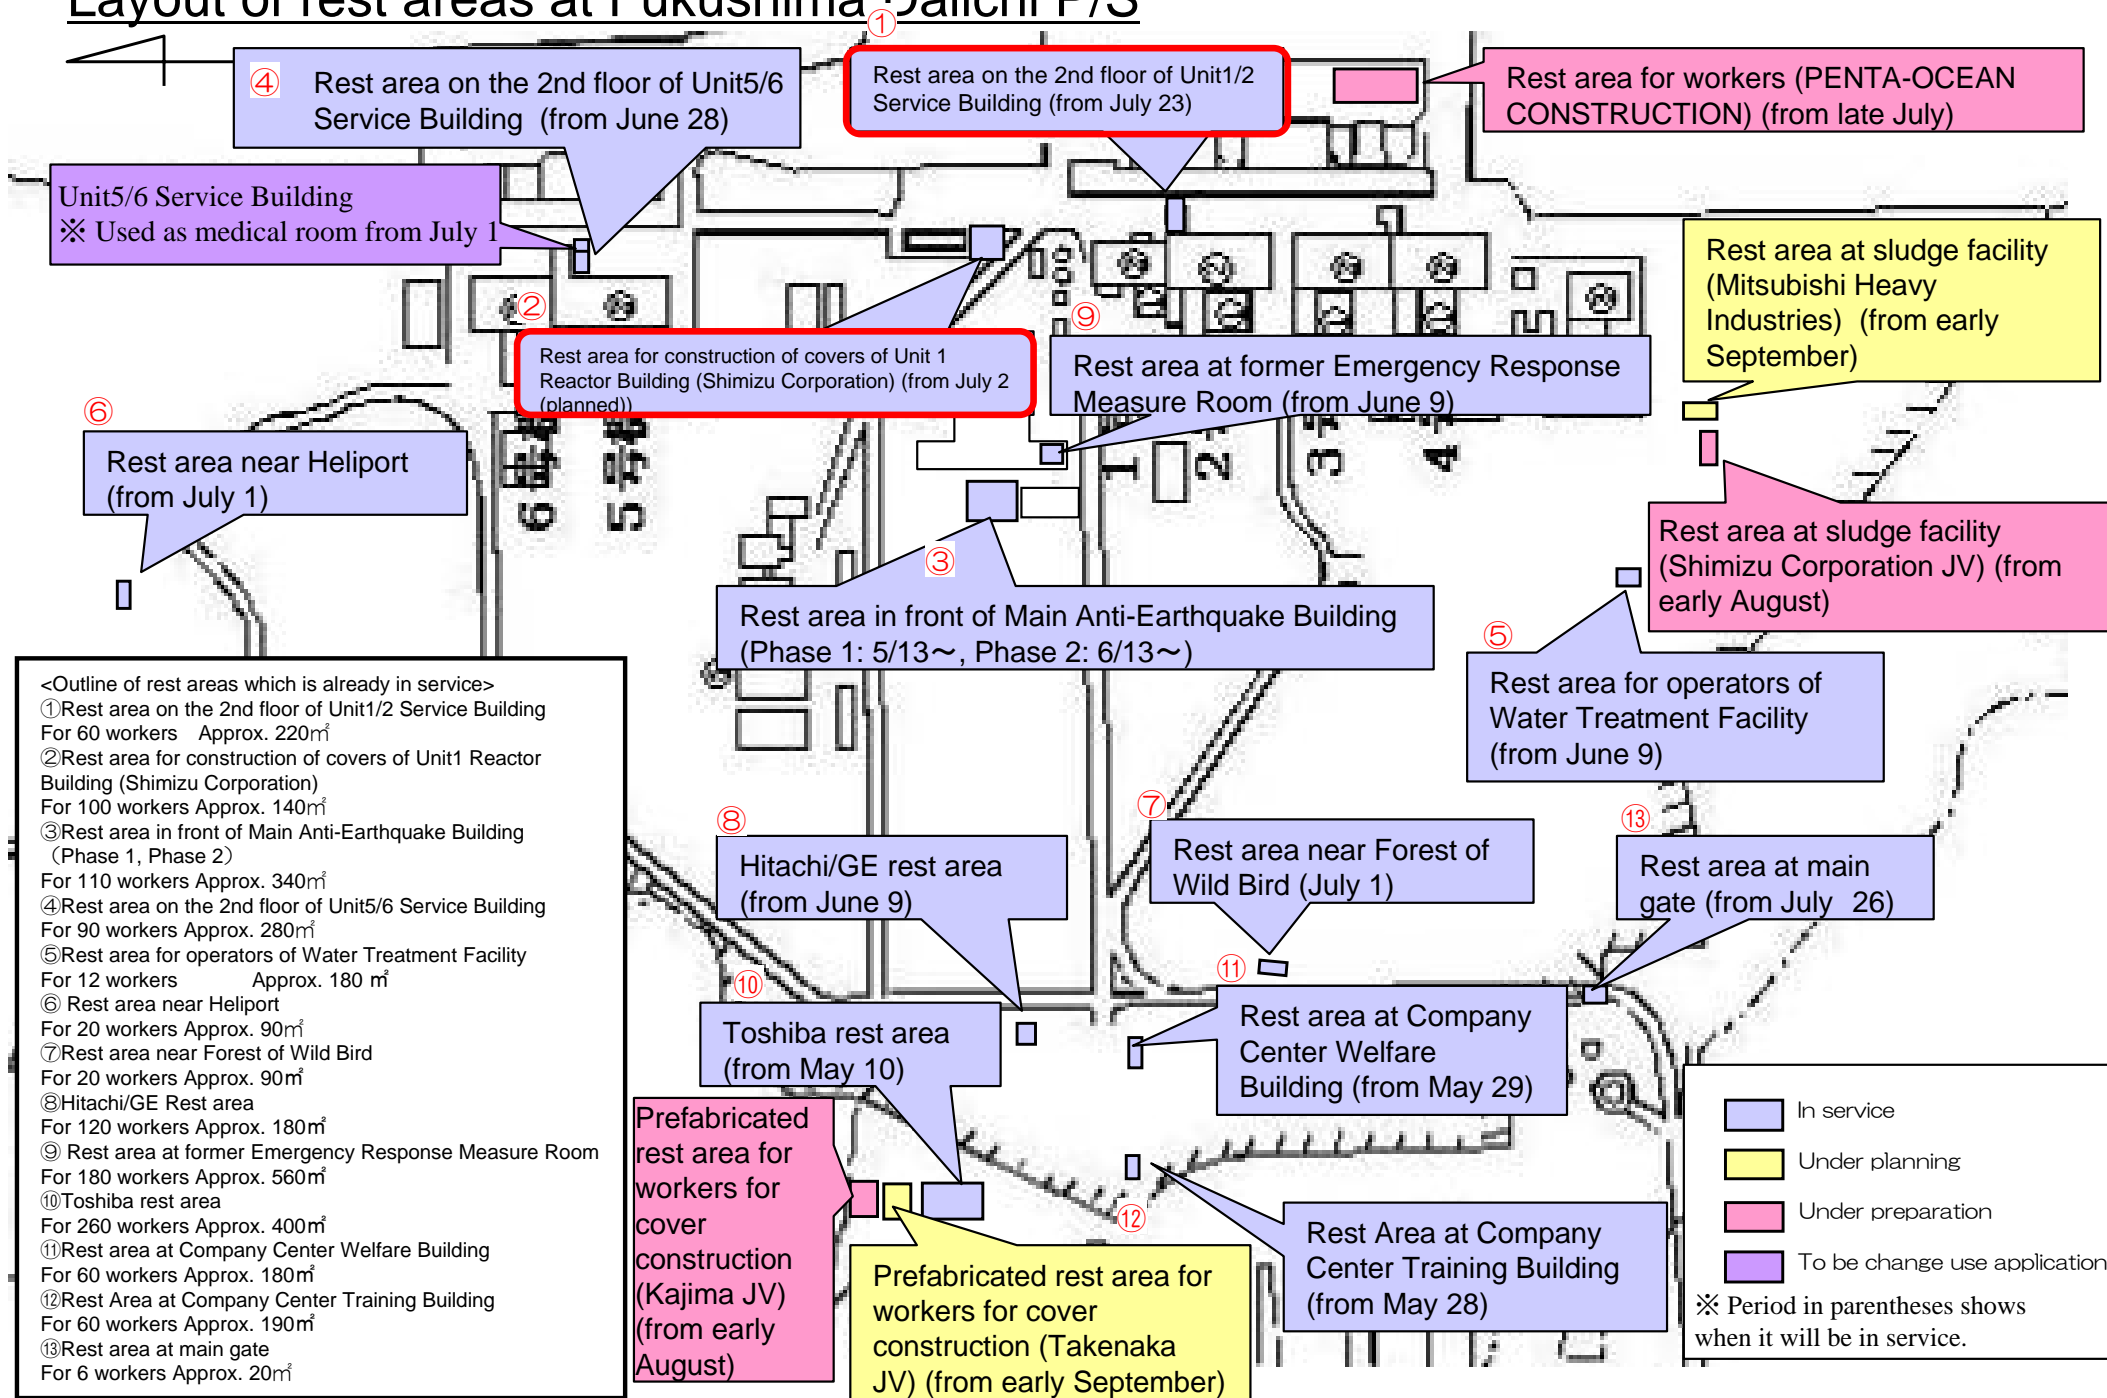 Layout of rest areas at Fukushima Daiichi P/S
①
④ Rest area on the 2nd floor of Unit5/6
Service Building (from June 28)
Rest area on the 2nd floor of Unit1/2
Service Building (from July 23)
Rest area for workers (PENTA-OCEAN
CONSTRUCTION) (from late July)
Unit5/6 Service Building
※ Used as medical room from July 1
Rest area at sludge facility
(Mitsubishi Heavy
Industries) (from early
September)
②
Rest area for construction of covers of Unit 1
Reactor Building (Shimizu Corporation) (from July 2
(planned))
⑨
Rest area at former Emergency Response
Measure Room (from June 9)
⑥
Rest area near Heliport
(from July 1)
6
5
1
2
3
4
③
Rest area in front of Main Anti-Earthquake Building
(Phase 1: 5/13～, Phase 2: 6/13～)
Rest area at sludge facility
(Shimizu Corporation JV) (from
early August)
⑤
Rest area for operators of
Water Treatment Facility
(from June 9)
<Outline of rest areas which is already in service>
①Rest area on the 2nd floor of Unit1/2 Service Building
For 60 workers Approx. 220㎡
②Rest area for construction of covers of Unit1 Reactor
Building (Shimizu Corporation)
For 100 workers Approx. 140㎡
③Rest area in front of Main Anti-Earthquake Building
（Phase 1, Phase 2）
For 110 workers Approx. 340㎡
④Rest area on the 2nd floor of Unit5/6 Service Building
For 90 workers Approx. 280㎡
⑤Rest area for operators of Water Treatment Facility
For 12 workers Approx. 180 ㎡
⑥ Rest area near Heliport
For 20 workers Approx. 90㎡
⑦Rest area near Forest of Wild Bird
For 20 workers Approx. 90㎡
⑧Hitachi/GE Rest area
For 120 workers Approx. 180㎡
⑨ Rest area at former Emergency Response Measure Room
For 180 workers Approx. 560㎡
⑩Toshiba rest area
For 260 workers Approx. 400㎡
⑪Rest area at Company Center Welfare Building
For 60 workers Approx. 180㎡
⑫Rest Area at Company Center Training Building
For 60 workers Approx. 190㎡
⑬Rest area at main gate
For 6 workers Approx. 20㎡
⑧
Hitachi/GE rest area
(from June 9)
⑦
Rest area near Forest of
Wild Bird (July 1)
⑬
Rest area at main
gate (from July 26)
⑩
Toshiba rest area
(from May 10)
⑪
Rest area at Company
Center Welfare
Building (from May 29)
Prefabricated
rest area for
workers for
cover
construction
(Kajima JV)
(from early
August)
Prefabricated rest area for
workers for cover
construction (Takenaka
JV) (from early September)
⑫
Rest Area at Company
Center Training Building
(from May 28)
In service
Under planning
Under preparation
To be change use application
※ Period in parentheses shows
when it will be in service.